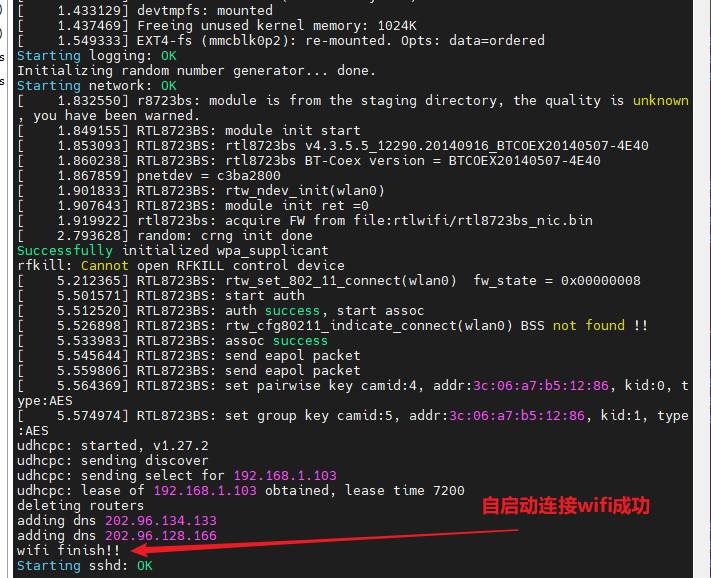 [    1.433129] devtmpfs: mounted
[    1.437469] Freeing unused kernel memory: 1024K
[    1.549333] EXT4-fs (mmcblk0p2): re-mounted. Opts: data=ordered
Starting logging: OK
Initializing random number generator... done.
Starting network: OK
[    1.832550] r8723bs: module is from the staging directory, the quality is unknown
, you have been warned.
[    1.849155] RTL8723BS: module init start
[    1.853093] RTL8723BS: rtl8723bs v4.3.5.5_12290.20140916_BTCOEX20140507-4E40
[    1.860238] RTL8723BS: rtl8723bs BT-Coex version = BTCOEX20140507-4E40
[    1.867859] pnetdev = c3ba2800
[    1.901833] RTL8723BS: rtw_ndev_init(wlan0)
[    1.907643] RTL8723BS: module init ret =0
[    1.919922] rtl8723bs: acquire FW from file:rtlwifi/rtl8723bs_nic.bin
[    2.793628] random: crng init done
Successfully initialized wpa_supplicant
rfkill: Cannot open RFKILL control device
[    5.212365] RTL8723BS: rtw_set_802_11_connect(wlan0)  fw_state = 0x00000008
[    5.501571] RTL8723BS: start auth
[    5.512520] RTL8723BS: auth success, start assoc
[    5.526898] RTL8723BS: rtw_cfg80211_indicate_connect(wlan0) BSS not found !!
[    5.533983] RTL8723BS: assoc success
[    5.545644] RTL8723BS: send eapol packet
[    5.559806] RTL8723BS: send eapol packet
[    5.564369] RTL8723BS: set pairwise key camid:4, addr:3c:06:a7:b5:12:86, kid:0, t
ype:AES
[    5.574974] RTL8723BS: set group key camid:5, addr:3c:06:a7:b5:12:86, kid:1, type
:AES
udhcpc: started, v1.27.2
udhcpc: sending discover
udhcpc: sending select for 192.168.1.103
udhcpc: lease of 192.168.1.103 obtained, lease time 7200
deleting routers
自启动连接wifi成功
adding dns 202.96.134.133
adding dns 202.96.128.166
wifi finish!!
Starting sshd: OK